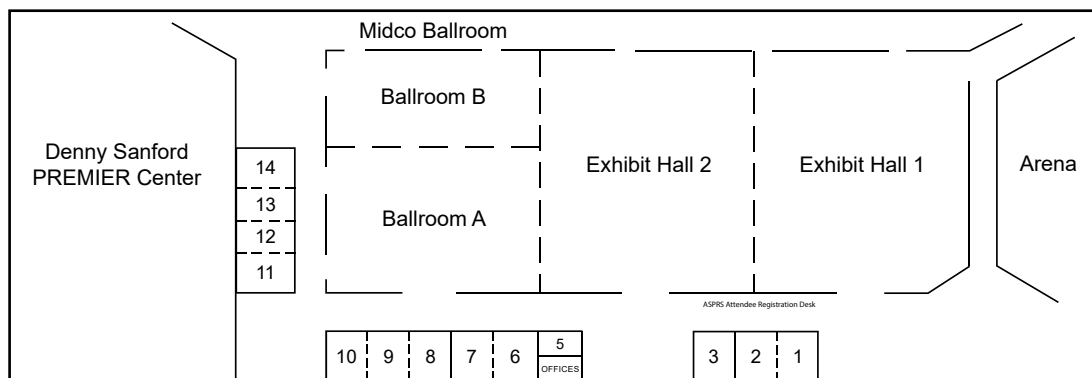 Midco Ballroom
Ballroom B
Denny Sanford
PREMIER Center
14
Exhibit Hall 2
Exhibit Hall 1
Arena
13
12
Ballroom A
11
ASPRS Attendee Registration Desk
10
9
8
7
6
5
OFFICES
3
2
1